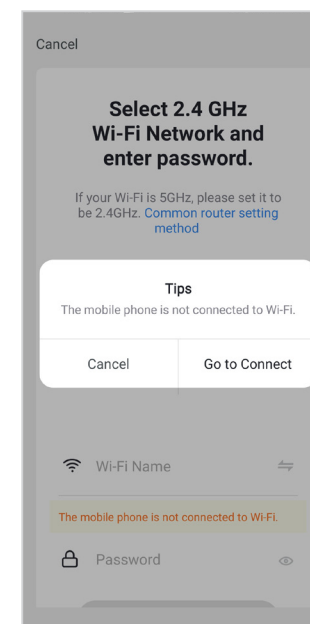 Cancel
Select 2.4 GHz
Wi-Fi Network and
enter password.
If your Wi-Fi is 5GHz, please set it to
be 2.4GHz. Common router setting
method
Tips
The mobile phone is not connected to Wi-Fi.
Cancel
Go to Connect
Wi-Fi Name
The mobile phone is not connected to Wi-Fi.
Password